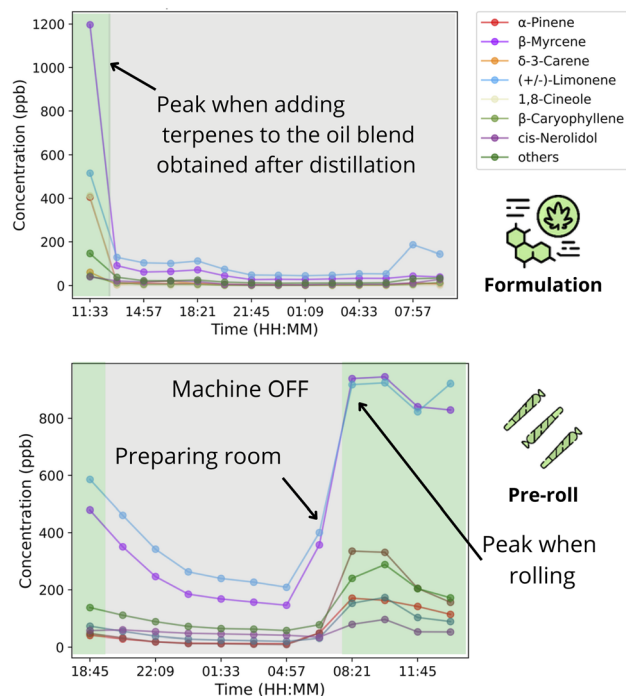 1200
1000
800
600
400
200
0
Concentration (ppb)
Peak when adding
terpenes to the oil blend
obtained after distillation
11:33 14:57 18:21 21:45 01:09 04:33 07:57
Time (HH:MM)
α-Pinene
β-Myrcene
δ-3-Carene
(+/-)-Limonene
1,8-Cineole
β-Caryophyllene
cis-Nerolidol
others
Formulation
800
600
400
200
0
Concentration (ppb)
Machine OFF
Preparing room
Peak when
rolling
18:45 22:09 01:33 04:57 08:21 11:45
Time (HH:MM)
Pre-roll